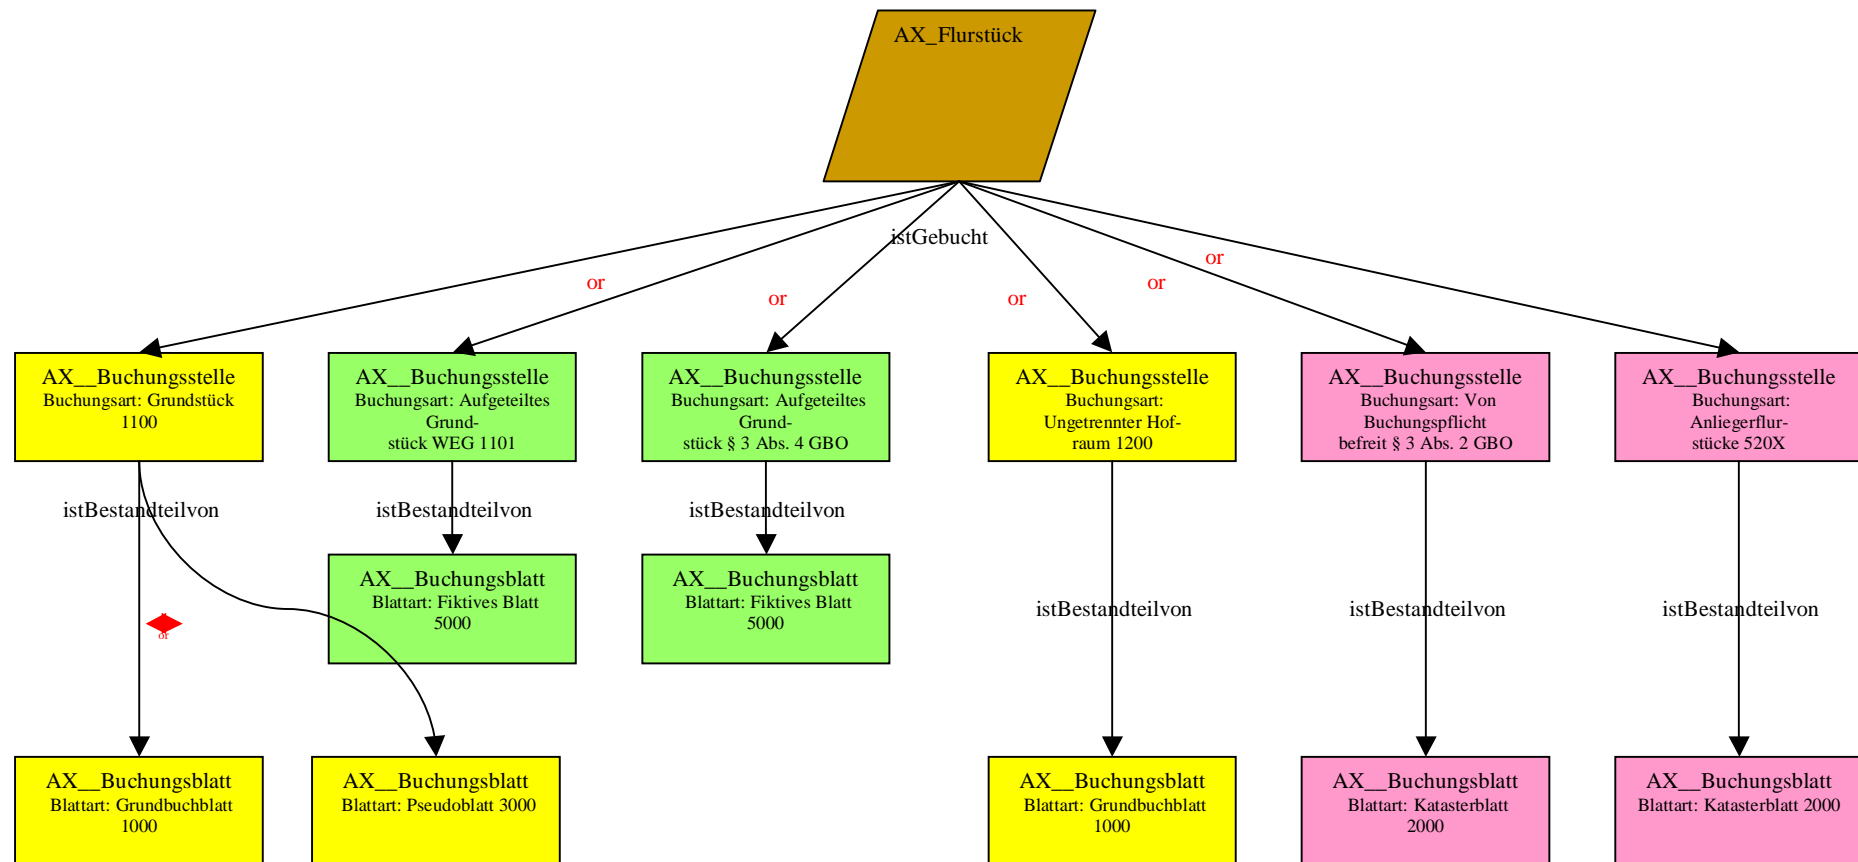 AX_Flurstück
istGebucht
or
or
or
or
or
AX__Buchungsstelle
Buchungsart: Grundstück
1100
AX__Buchungsstelle
Buchungsart: Aufgeteiltes
Grund-
stück WEG 1101
AX__Buchungsstelle
Buchungsart: Aufgeteiltes
Grund-
stück § 3 Abs. 4 GBO
AX__Buchungsstelle
Buchungsart:
Ungetrennter Hof-
raum 1200
AX__Buchungsstelle
Buchungsart: Von
Buchungspflicht
befreit § 3 Abs. 2 GBO
AX__Buchungsstelle
Buchungsart:
Anliegerflur-
stücke 520X
istBestandteilvon
istBestandteilvon
istBestandteilvon
AX__Buchungsblatt
Blattart: Fiktives Blatt
5000
AX__Buchungsblatt
Blattart: Fiktives Blatt
5000
istBestandteilvon
istBestandteilvon
istBestandteilvon
or
AX__Buchungsblatt
Blattart: Grundbuchblatt
1000
AX__Buchungsblatt
Blattart: Pseudoblatt 3000
AX__Buchungsblatt
Blattart: Grundbuchblatt
1000
AX__Buchungsblatt
Blattart: Katasterblatt
2000
AX__Buchungsblatt
Blattart: Katasterblatt 2000